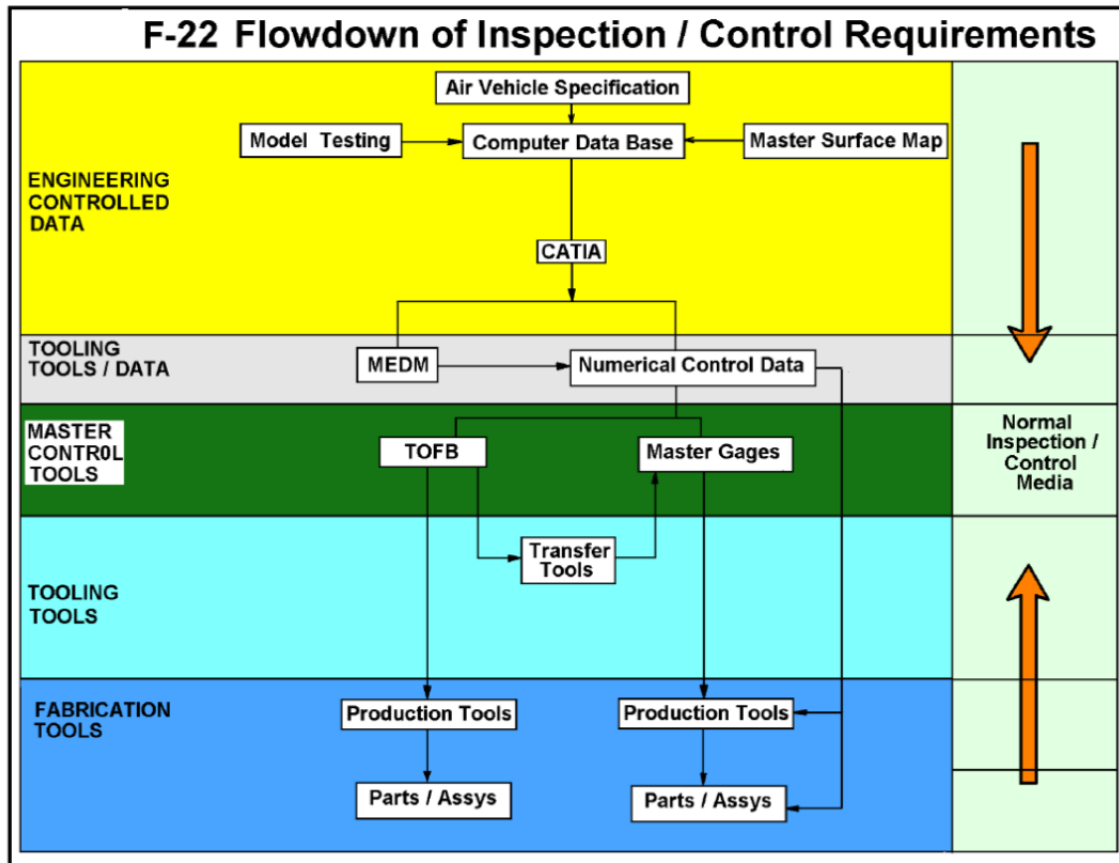 F-22 Flowdown of Inspection / Control Requirements
Air Vehicle Specification
Model Testing
Computer Data Base
Master Surface Map
ENGINEERING
CONTROLLED
DATA
CATIA
TOOLING
TOOLS / DATA
MEDM
Numerical Control Data
MASTER
CONTR0L
TOOLS
TOFB
Master Gages
Normal
Inspection /
Control
Media
Transfer
Tools
TOOLING
TOOLS
FABRICATION
TOOLS
Production Tools
Production Tools
Parts / Assys
Parts / Assys